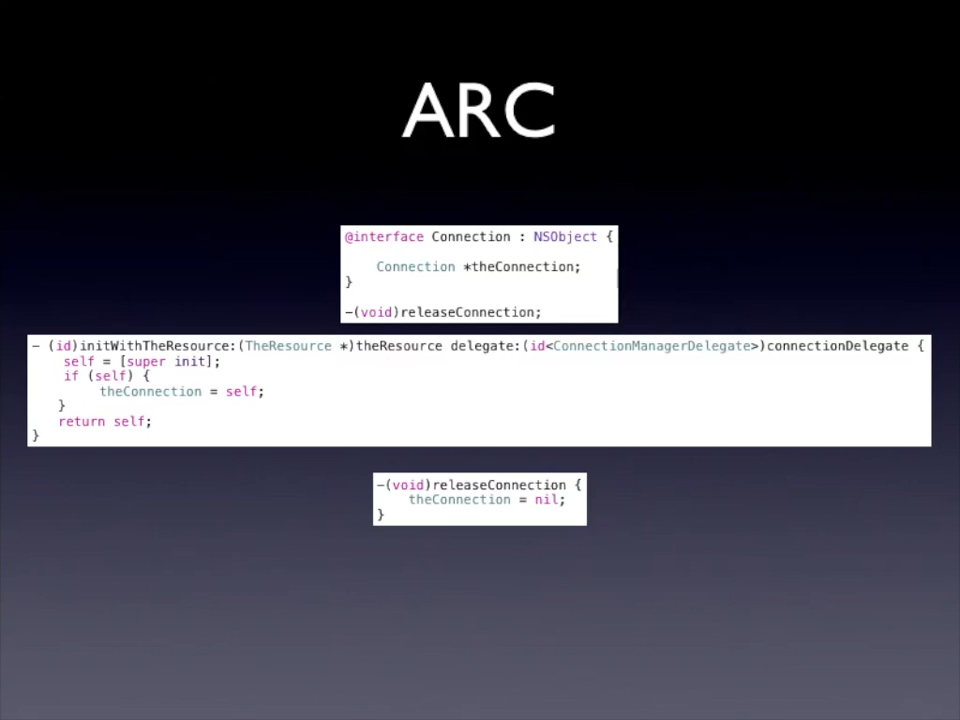 ARC
@interface Connection : NSObject {
Connection *theConnection;
}
-(void)releaseConnection;
- (id)initWithTheResource:(TheResource *)theResource delegate:(id<ConnectionManagerDelegate>)connectionDelegate {
self = [super init];
if (self) {
theConnection = self;
}
return self;
}
-(void)releaseConnection {
theConnection = nil;
}